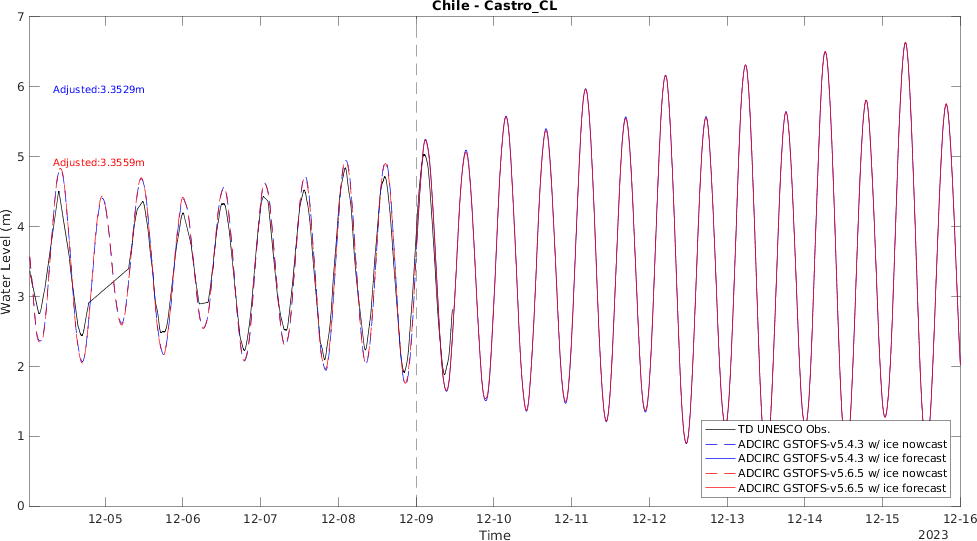 Chile - Castro_CL
7
6
5
4
3
2
1
0
Water Level (m)
Adjusted:3.3529m
Adjusted:3.3559m
TD UNESCO Obs.
ADCIRC GSTOFS-v5.4.3 w/ ice nowcast
ADCIRC GSTOFS-v5.4.3 w/ ice forecast
ADCIRC GSTOFS-v5.6.5 w/ ice nowcast
ADCIRC GSTOFS-v5.6.5 w/ ice forecast
12-05 12-06 12-07 12-08 12-09 12-10 12-11 12-12 12-13 12-14 12-15 12-16
Time
2023